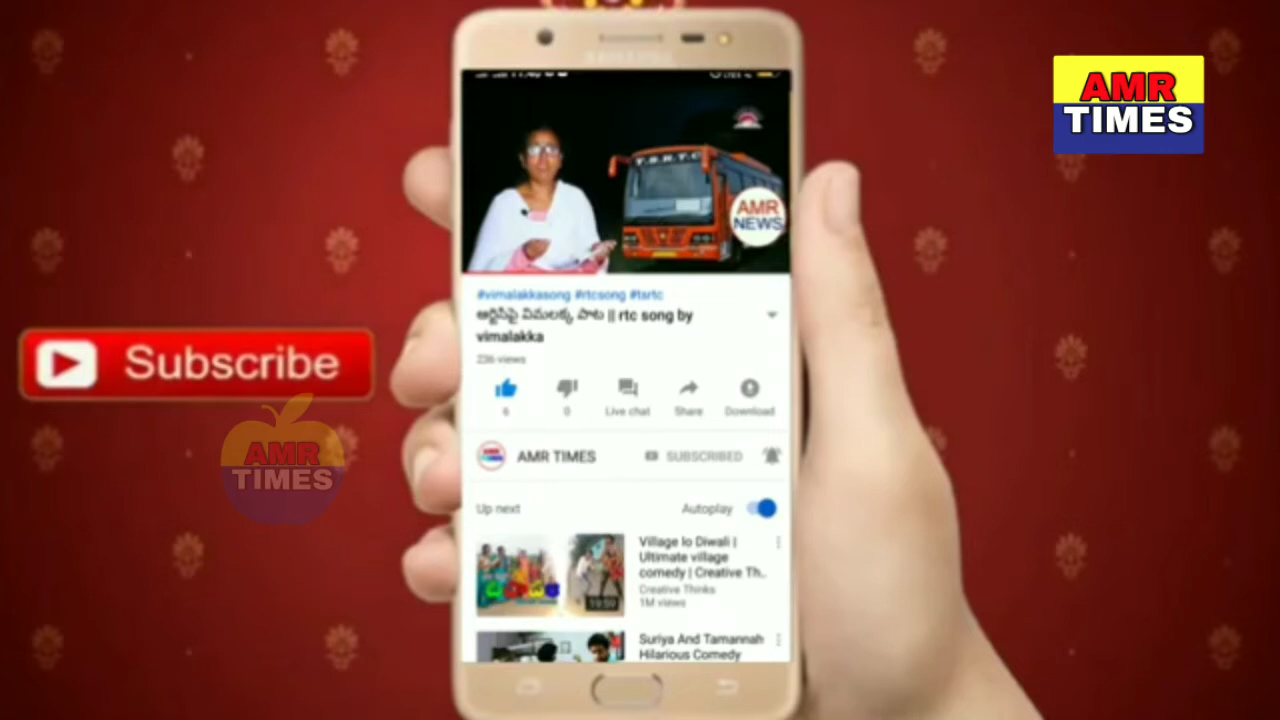 AMR
TIMES
T.S.R.T.C
AMR
NEWS
#vimalakkasong #rtcsong #tsrtc
ఆర్టిసిపై విమలక్క పాట || rtc song by
vimalakka
236 views
6
0
Live chat
Share
Download
AMR TIMES
SUBSCRIBED
Up next
Autoplay
Village lo Diwali |
Ultimate village
comedy | Creative Th..
Creative Thinks
1M views
Suriya And Tamannah
Hilarious Comedy
Subscribe
AMR
TIMES